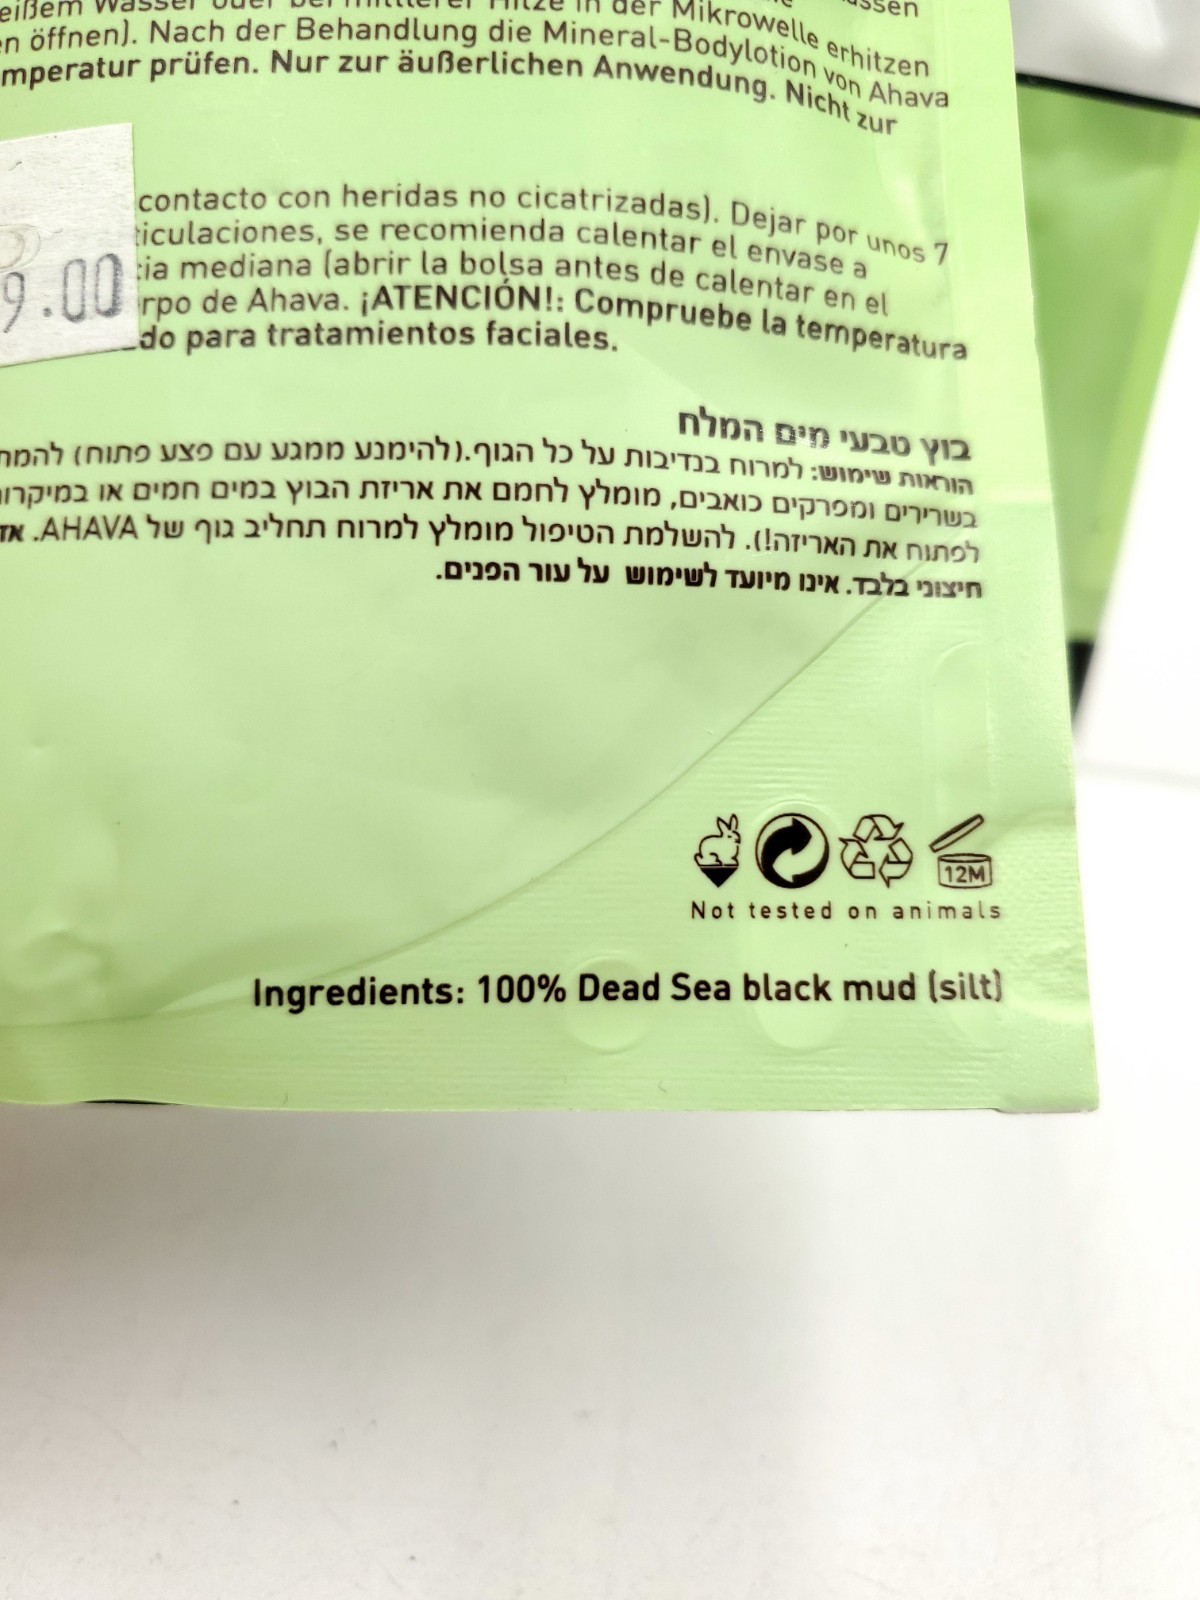 eißem Wasser oder bei mittlerer Hitze in der Mikrowelle erhitzen
en öffnen). Nach der Behandlung die Mineral-Bodylotion von Ahava
mperatur prüfen. Nur zur äußerlichen Anwendung. Nicht zur
contacto con heridas no cicatrizadas). Dejar por unos 7
ticulaciones, se recomienda calentar el envase a
cia mediana (abrir la bolsa antes de calentar en el
rpo de Ahava. ¡ATENCIÓN!: Compruebe la temperatura
do para tratamientos faciales.
9.00
בוץ טבעי מים המלח
הוראות שימוש: למרוח בנדיבות על כל הגוף.(להימנע ממגע עם פצע פתוח) להמת
בשרירים ומפרקים כואבים, מומלץ לחמם את אריזת הבוץ במים חמים או במיקרו
לפתוח את האריזה!). להשלמת הטיפול מומלץ למרוח תחליב גוף של AHAVA. אז
חיצוני בלבד. אינו מיועד לשימוש על עור הפנים.
12M
Not tested on animals
Ingredients: 100% Dead Sea black mud (silt)